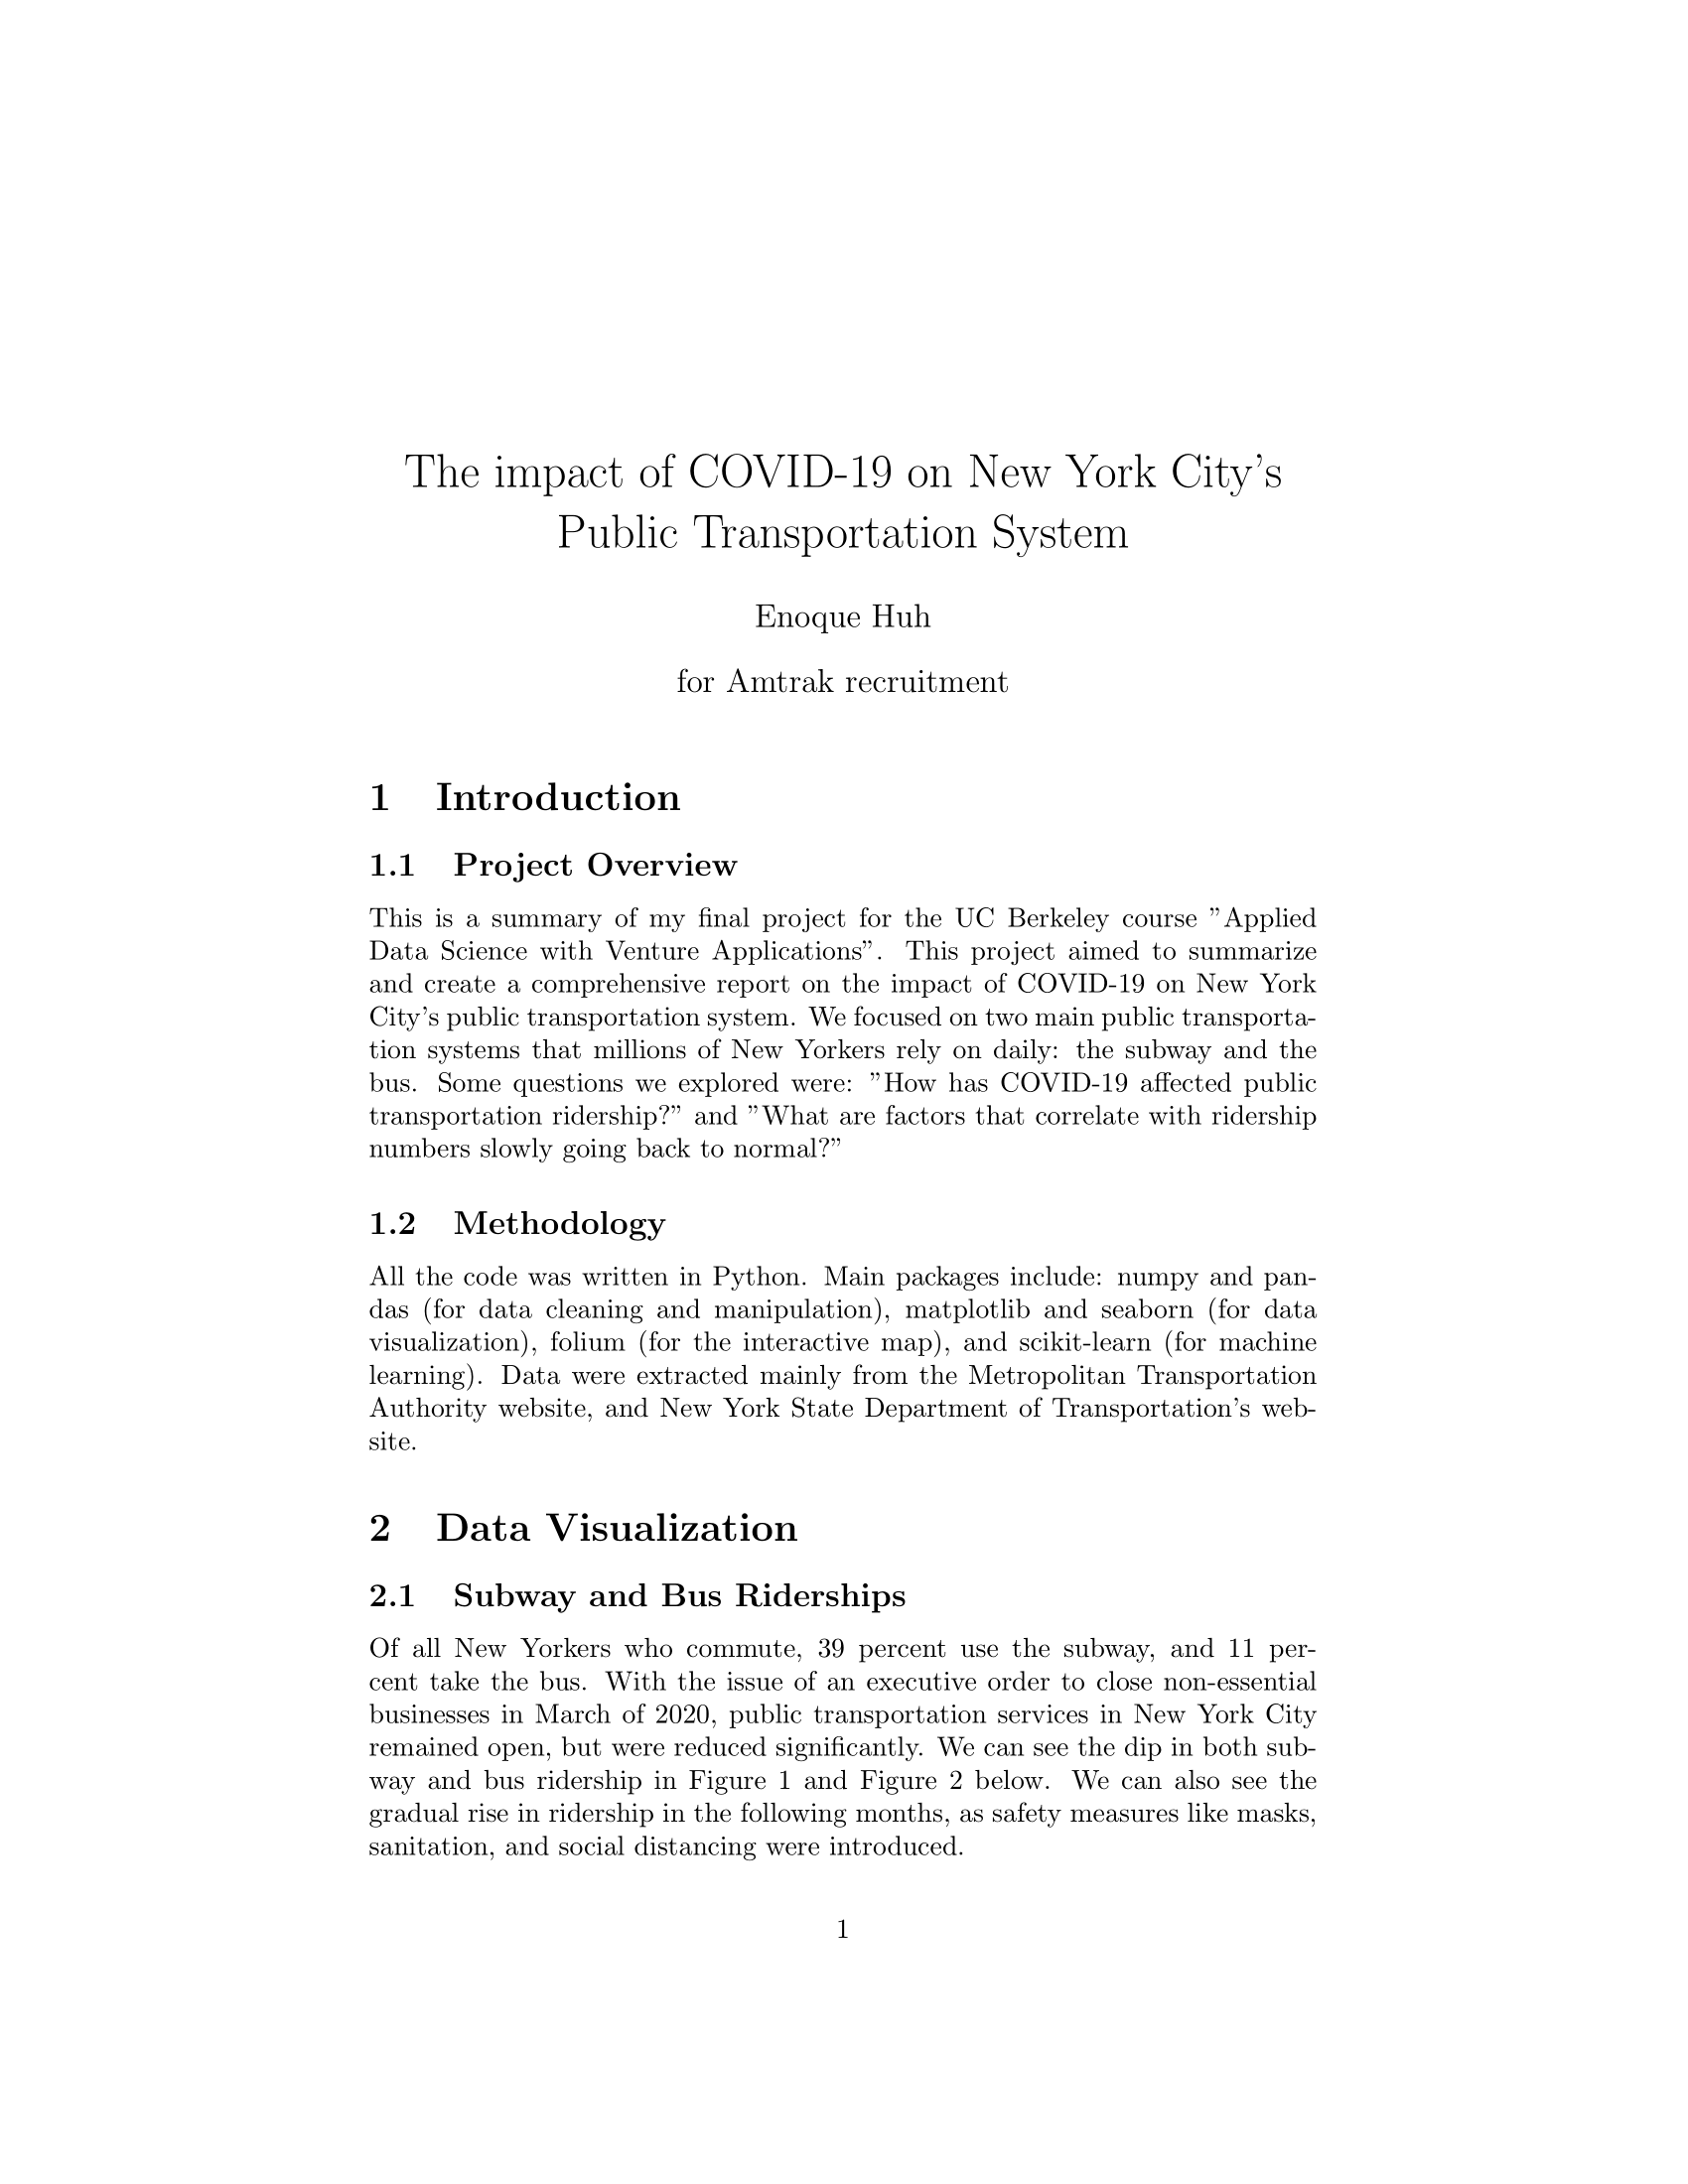 The impact of COVID-19 on New York City's
Public Transportation System
Enoque Huh
for Amtrak recruitment
1 Introduction
1.1 Project Overview
This is a summary of my final project for the UC Berkeley course "Applied
Data Science with Venture Applications". This project aimed to summarize
and create a comprehensive report on the impact of COVID-19 on New York
City's public transportation system. We focused on two main public transporta-
tion systems that millions of New Yorkers rely on daily: the subway and the
bus. Some questions we explored were: "How has COVID-19 affected public
transportation ridership?" and "What are factors that correlate with ridership
numbers slowly going back to normal?"
1.2 Methodology
All the code was written in Python. Main packages include: numpy and pan-
das (for data cleaning and manipulation), matplotlib and seaborn (for data
visualization), folium (for the interactive map), and scikit-learn (for machine
learning). Data were extracted mainly from the Metropolitan Transportation
Authority website, and New York State Department of Transportation's web-
site.
2 Data Visualization
2.1 Subway and Bus Riderships
Of all New Yorkers who commute, 39 percent use the subway, and 11 per-
cent take the bus. With the issue of an executive order to close non-essential
businesses in March of 2020, public transportation services in New York City
remained open, but were reduced significantly. We can see the dip in both sub-
way and bus ridership in Figure 1 and Figure 2 below. We can also see the
gradual rise in ridership in the following months, as safety measures like masks,
sanitation, and social distancing were introduced.
1